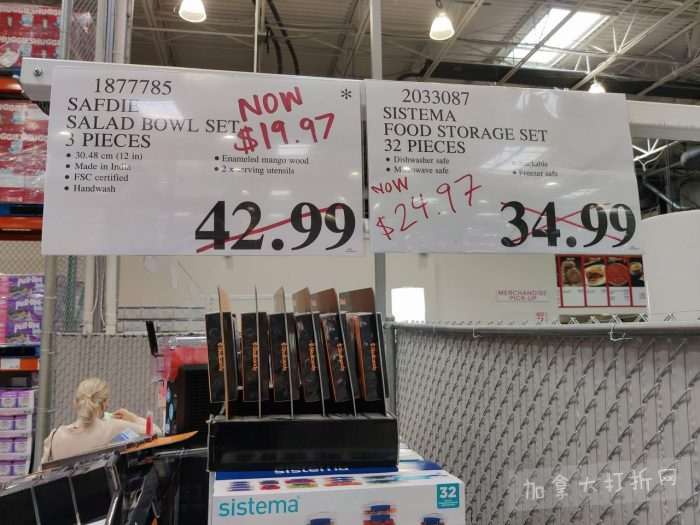 1877785
SAFDIE
SALAD BOWL SET
3 PIECES
• 30.48 cm (12 in)
• Made in India
• FSC certified
• Handwash
• Enameled mango wood
• 2 x serving utensils
*
NOW
$19.97
42.99
2033087
SISTEMA
FOOD STORAGE SET
32 PIECES
• Dishwasher safe
• Microwave safe
• Freezer safe
NOW
$24.97
34.99
MERCHANDISE
PICK-UP
sistema
sistema
32
加拿大打折网